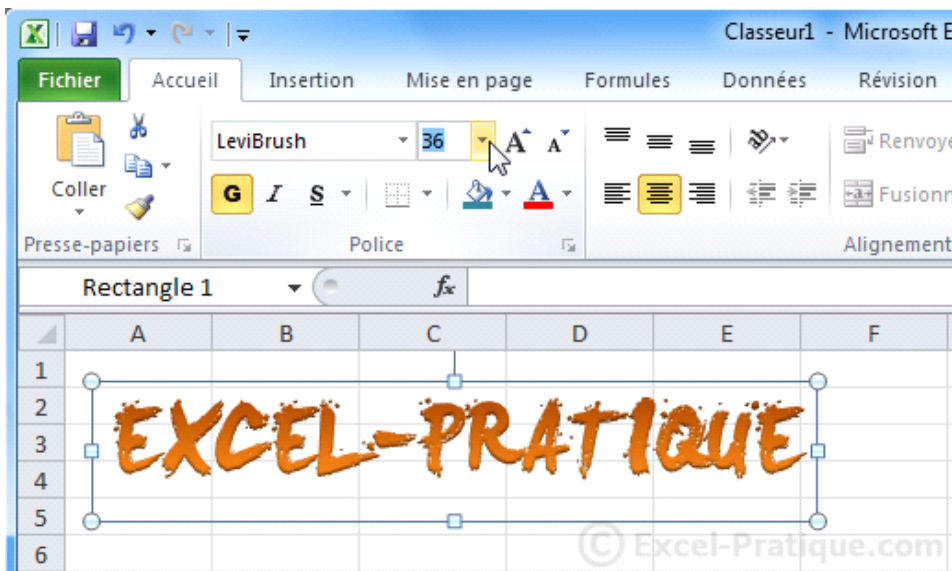 Classeur1 - Microsoft E
Fichier Accueil Insertion Mise en page Formules Données Révision
LeviBrush 36 A A Renvoye
Coller G I S A Fusionn
Presse-papiers Police Alignement
Rectangle 1 fx
A B C D E F
1
2
3
4
5
6
EXCEL-PRATIQUE
© Excel-Pratique.com